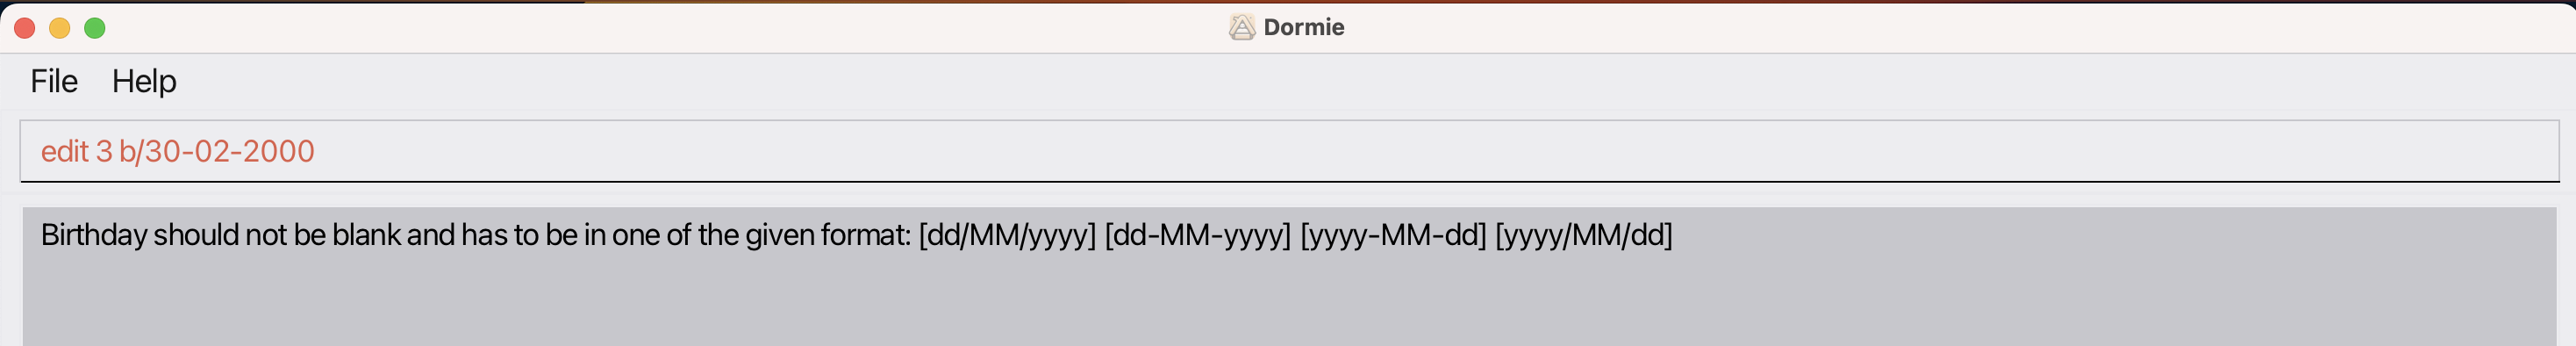 Dormie
File Help
edit 3 b/30-02-2000
Birthday should not be blank and has to be in one of the given format: [dd/MM/yyyy] [dd-MM-yyyy] [yyyy-MM-dd] [yyyy/MM/dd]